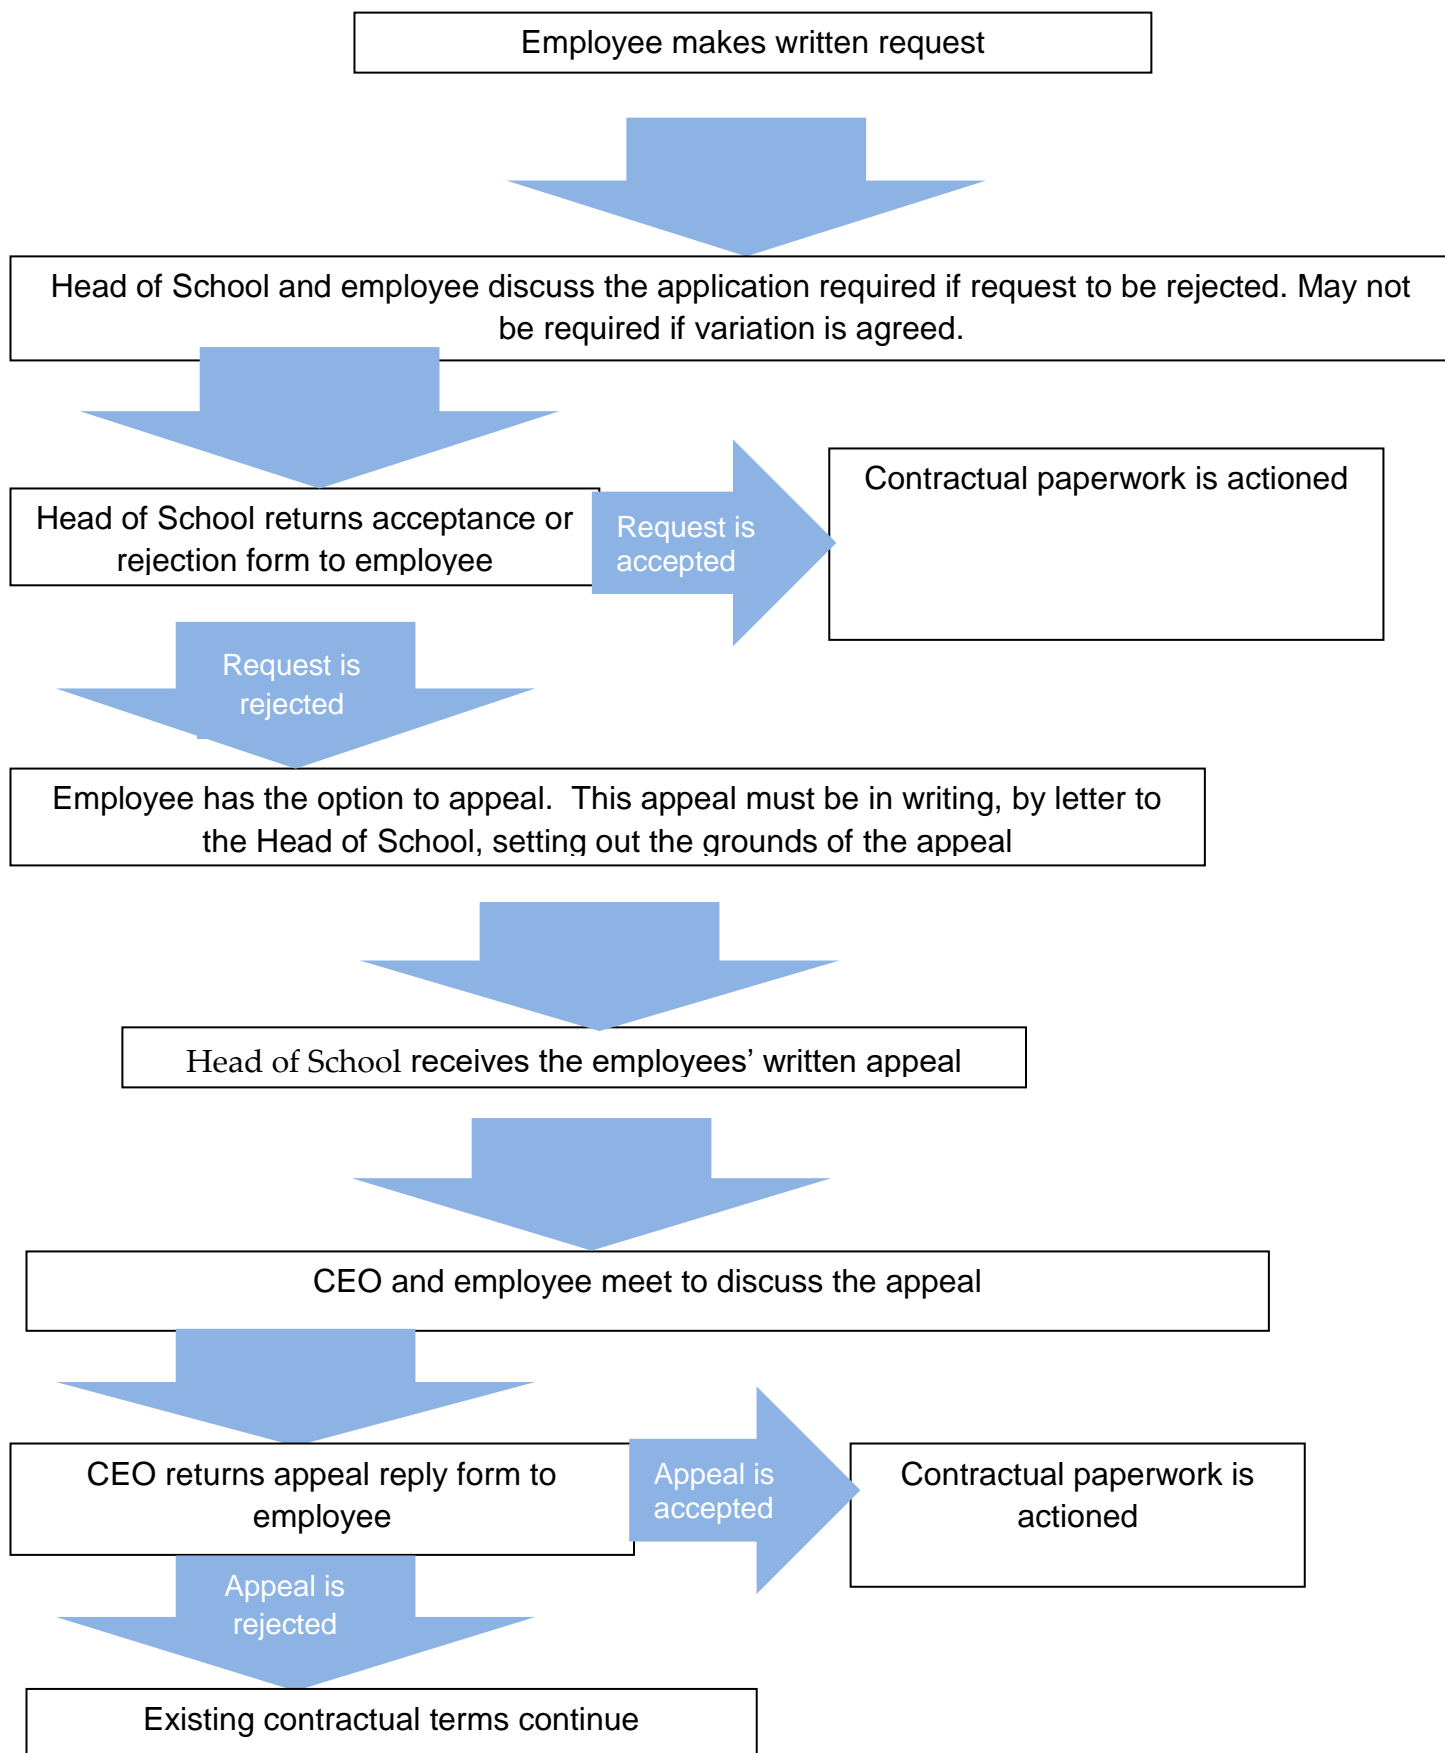 Employee makes written request
Head of School and employee discuss the application required if request to be rejected. May not
be required if variation is agreed.
Head of School returns acceptance or
rejection form to employee
Request is
accepted
Contractual paperwork is actioned
Request is
rejected
Employee has the option to appeal.  This appeal must be in writing, by letter to
the Head of School, setting out the grounds of the appeal
Head of School receives the employees’ written appeal
CEO and employee meet to discuss the appeal
CEO returns appeal reply form to
employee
Appeal is
accepted
Contractual paperwork is
actioned
Appeal is
rejected
Existing contractual terms continue